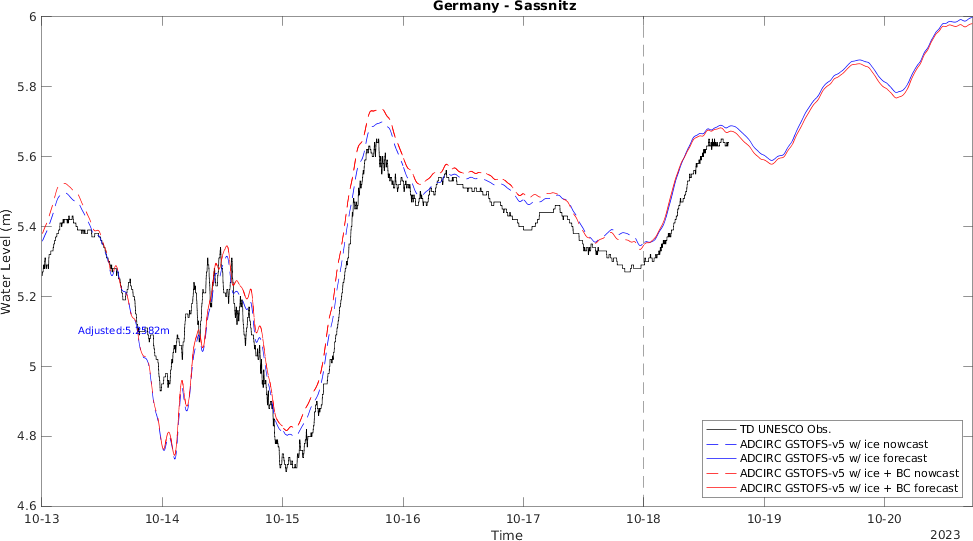 Germany - Sassnitz
Water Level (m)
6
5.8
5.6
5.4
5.2
5
4.8
4.6
TD UNESCO Obs.
ADCIRC GSTOFS-v5 w/ ice nowcast
ADCIRC GSTOFS-v5 w/ ice forecast
ADCIRC GSTOFS-v5 w/ ice + BC nowcast
ADCIRC GSTOFS-v5 w/ ice + BC forecast
10-13 10-14 10-15 10-16 10-17 10-18 10-19 10-20
Time
2023